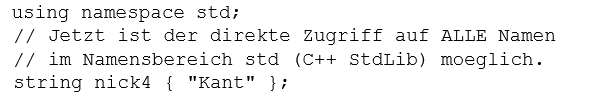 using namespace std;
// Jetzt ist der direkte Zugriff auf ALLE Namen
// im Namensbereich std (C++ StdLib) moeglich.
string nick4 { "Kant" };